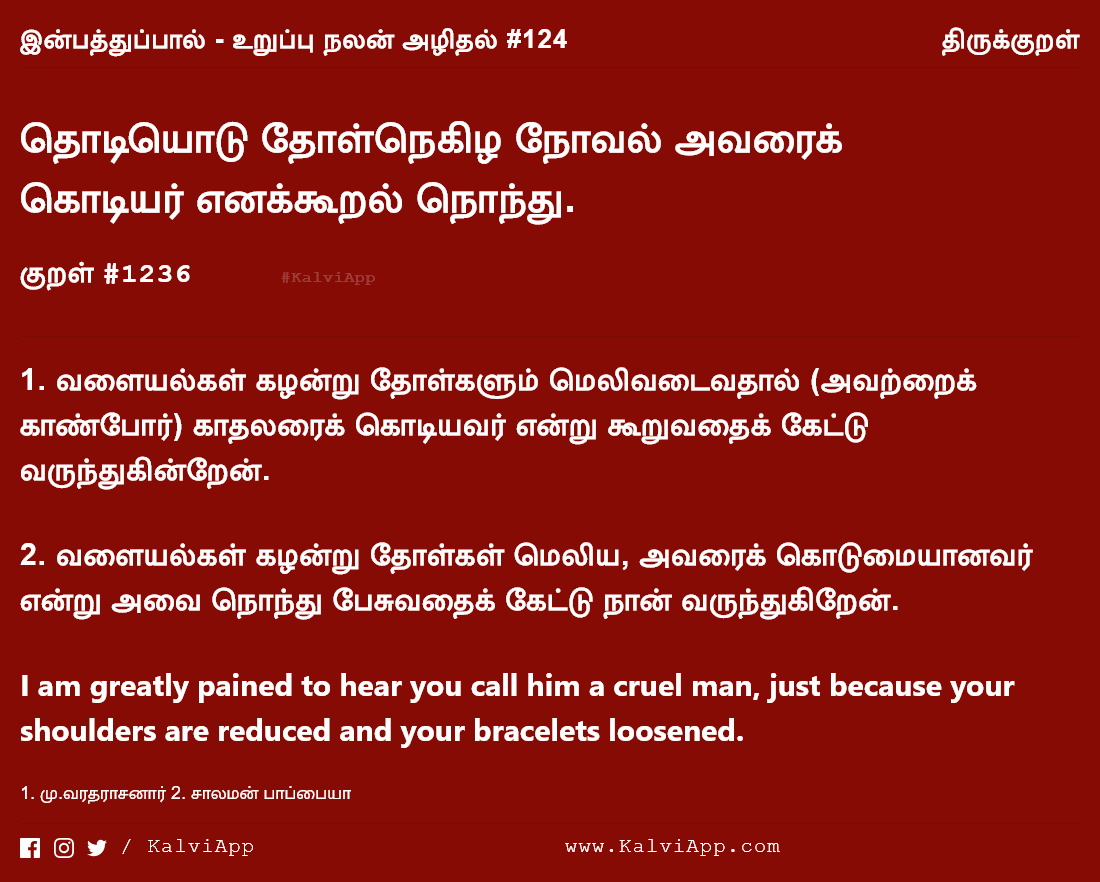 இன்பத்துப்பால் - உறுப்பு நலன் அழிதல் #124
திருக்குறள்
தொடியொடு தோள்நெகிழ நோவல் அவரைக்
கொடியர் எனக்கூறல் நொந்து.
குறள் #1236
#KalviApp
1. வளையல்கள் கழன்று தோள்களும் மெலிவடைவதால் (அவற்றைக்
காண்போர்) காதலரைக் கொடியவர் என்று கூறுவதைக் கேட்டு
வருந்துகின்றேன்.
2. வளையல்கள் கழன்று தோள்கள் மெலிய, அவரைக் கொடுமையானவர்
என்று அவை நொந்து பேசுவதைக் கேட்டு நான் வருந்துகிறேன்.
I am greatly pained to hear you call him a cruel man, just because your
shoulders are reduced and your bracelets loosened.
1. மு.வரதராசனார் 2. சாலமன் பாப்பையா
/ KalviApp
www.KalviApp.com